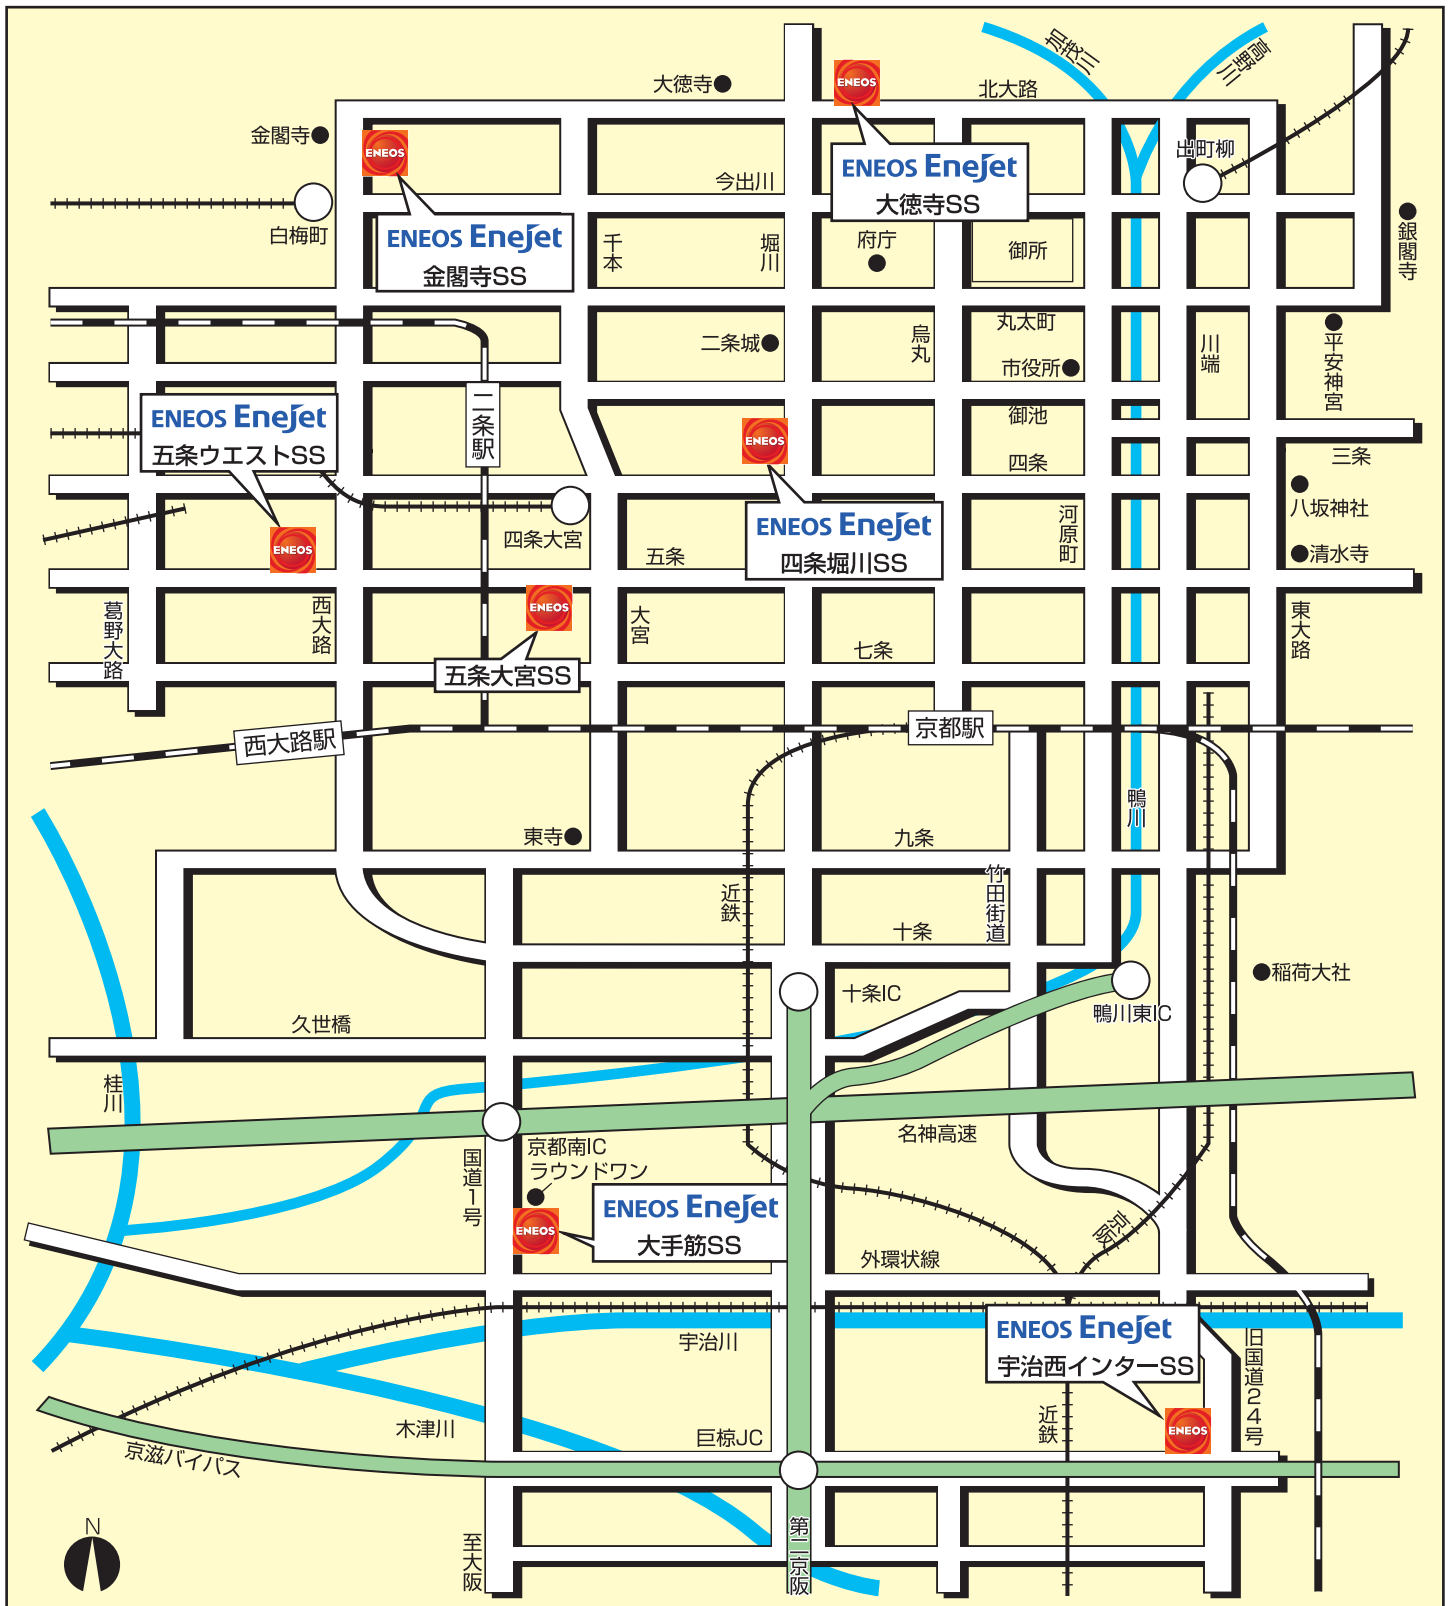 加茂川
高野川
大徳寺
ENEOS
北大路
金閣寺
ENEOS
出町柳
ENEOS EneJet
大徳寺SS
今出川
白梅町
ENEOS EneJet
金閣寺SS
千本
堀川
府庁
御所
銀閣寺
丸太町
烏丸
二条城
市役所
川端
平安神宮
二条駅
御池
ENEOS EneJet
五条ウエストSS
ENEOS
四条
三条
八坂神社
ENEOS EneJet
四条堀川SS
河原町
四条大宮
ENEOS
五条
清水寺
ENEOS
葛野大路
西大路
大宮
東大路
七条
五条大宮SS
西大路駅
京都駅
鴨川
東寺
九条
近鉄
竹田街道
十条
稲荷大社
十条IC
鴨川東IC
久世橋
桂川
名神高速
京都南IC
ラウンドワン
国道1号
ENEOS
ENEOS EneJet
大手筋SS
京阪
外環状線
宇治川
ENEOS EneJet
宇治西インターSS
旧国道24号
近鉄
ENEOS
木津川
巨椋JC
京滋バイパス
N
至大阪
第二京阪